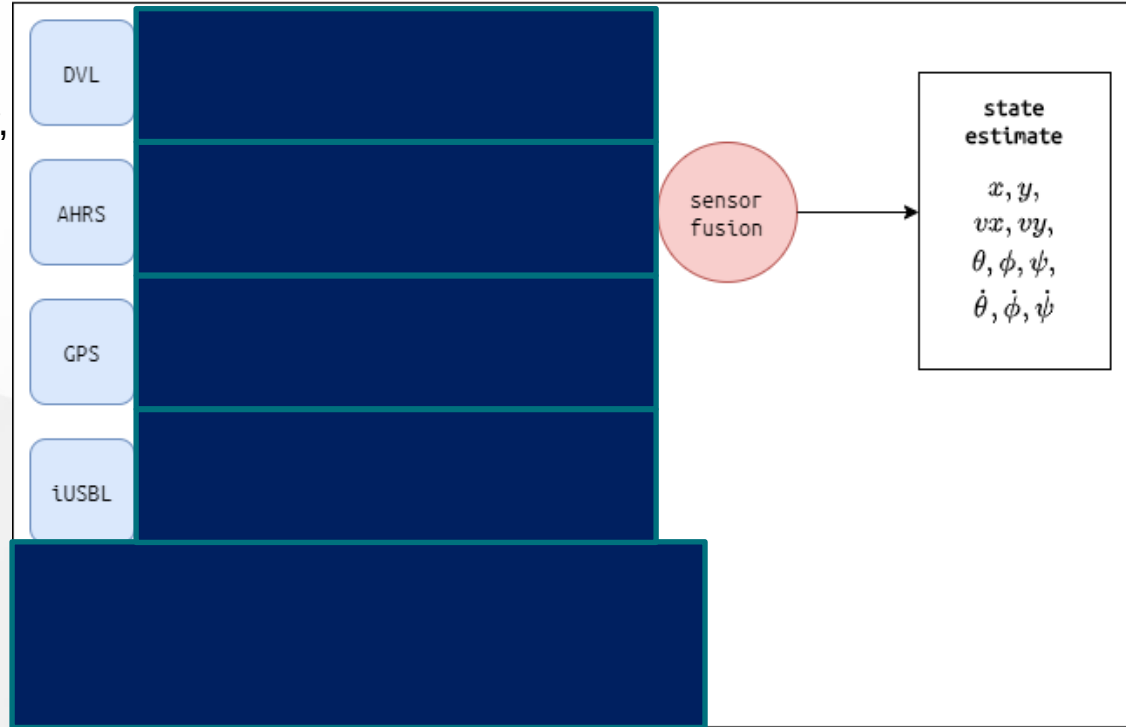 ,
DVL
AHRS
GPS
iUSBL
sensor
fusion
state
estimate
x, y,
vx, vy,
θ, ϕ, ψ,
θ̇, ϕ̇, ψ̇